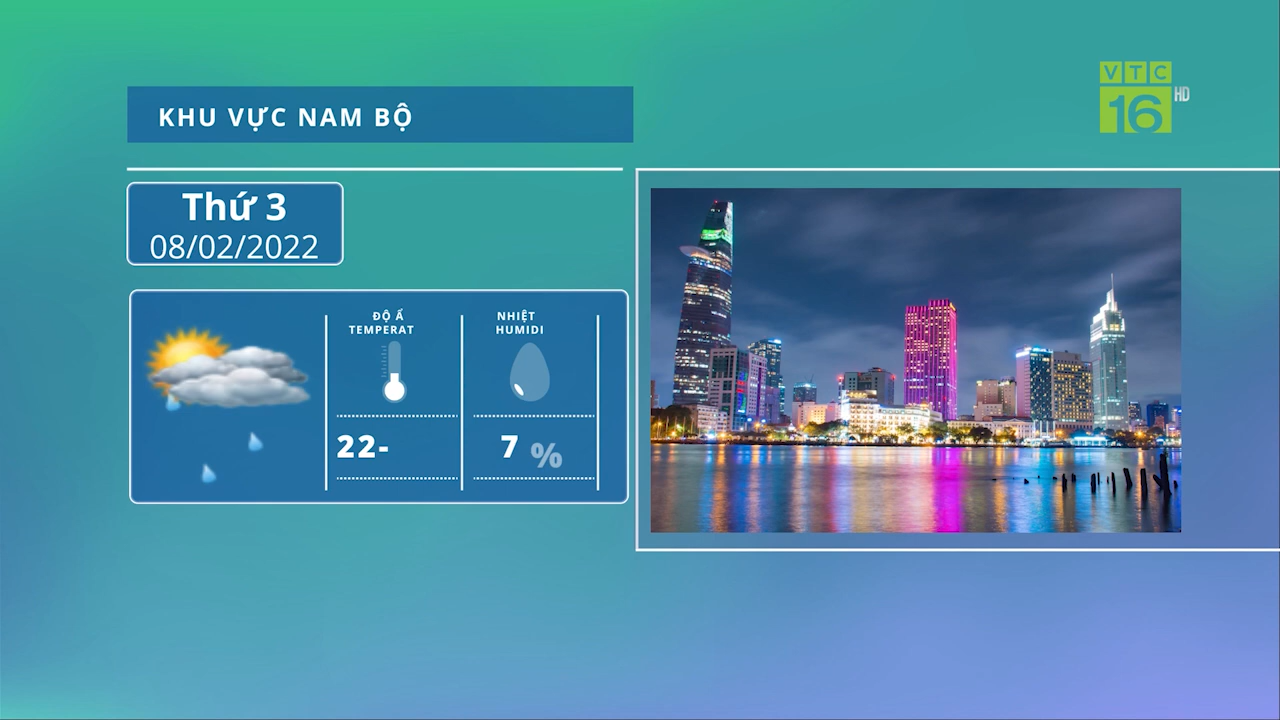 KHU VỰC NAM BỘ
VTC
16 HD
Thứ 3
08/02/2022
ĐỘ Ẩ
TEMPERAT
NHIỆT
HUMIDI
22-
7 %